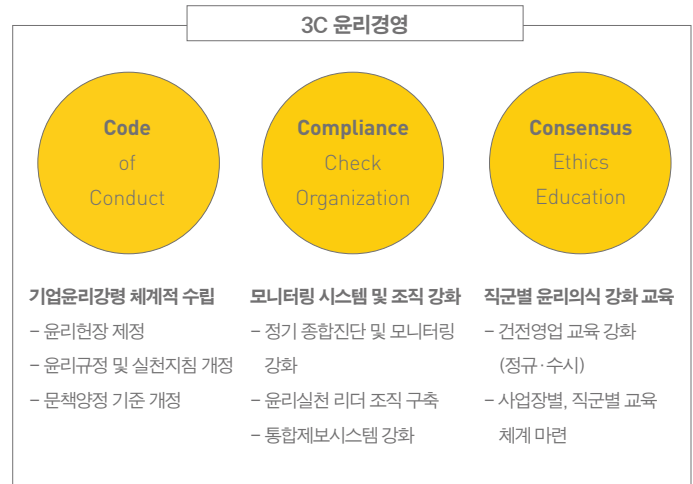 3C 윤리경영
Code
of
Conduct
Compliance
Check
Organization
Consensus
Ethics
Education
기업윤리강령 체계적 수립
– 윤리헌장 제정
– 윤리규정 및 실천지침 개정
– 문책양정 기준 개정
모니터링 시스템 및 조직 강화
– 정기 종합진단 및 모니터링
강화
– 윤리실천 리더 조직 구축
– 통합제보시스템 강화
직군별 윤리의식 강화 교육
– 건전영업 교육 강화
(정규·수시)
– 사업장별, 직군별 교육
체계 마련